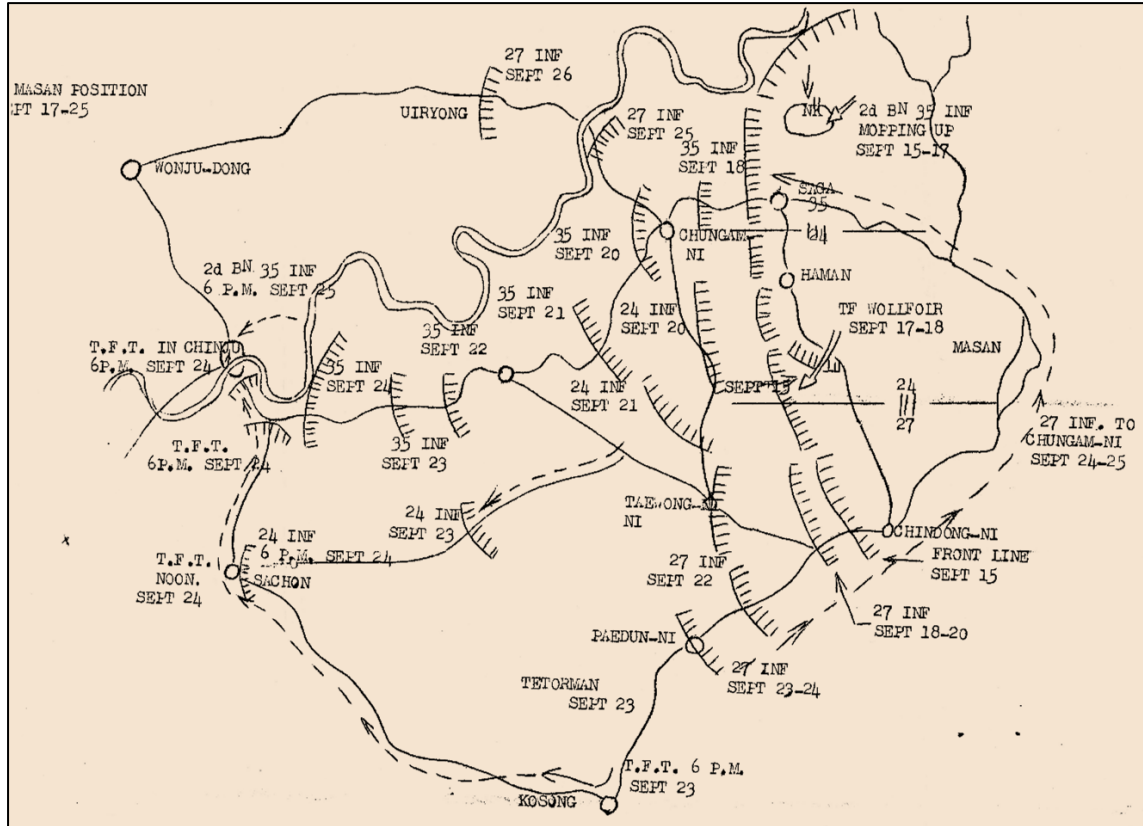 MASAN POSITION
PT 17-25
27 INF
SEPT 26
UIRYONG
27 INF
SEPT 25
NK
2d BN 35 INF
MOPPING UP
SEPT 15-17
WONJU-DONG
35 INF
SEPT 18
SAGA
35
24
35 INF
SEPT 20
CHUNGAM-
NI
HAMAN
2d BN 35 INF
6 P.M. SEPT 25
35 INF
SEPT 21
24 INF
SEPT 20
TF WOLLFOIR
SEPT 17-18
35 INF
SEPT 22
MASAN
T.F.T. IN CHINJU
6P.M. SEPT 24
35 INF
SEPT 24
24 INF
SEPT 21
SEPT 15
24
27
T.F.T.
6P.M. SEPT 24
35 INF
SEPT 23
27 INF. TO
CHUNGAM-NI
SEPT 24-25
24 INF
SEPT 23
NI
CHINDONG-NI
24 INF
6 P.M. SEPT 24
FRONT LINE
SEPT 15
T.F.T.
NOON.
SEPT 24
SACHON
27 INF
SEPT 22
27 INF
SEPT 18-20
PAEDUN-NI
27 INF
SEPT 23-24
TETORMAN
SEPT 23
T.F.T. 6 P.M.
SEPT 23
KOSONG